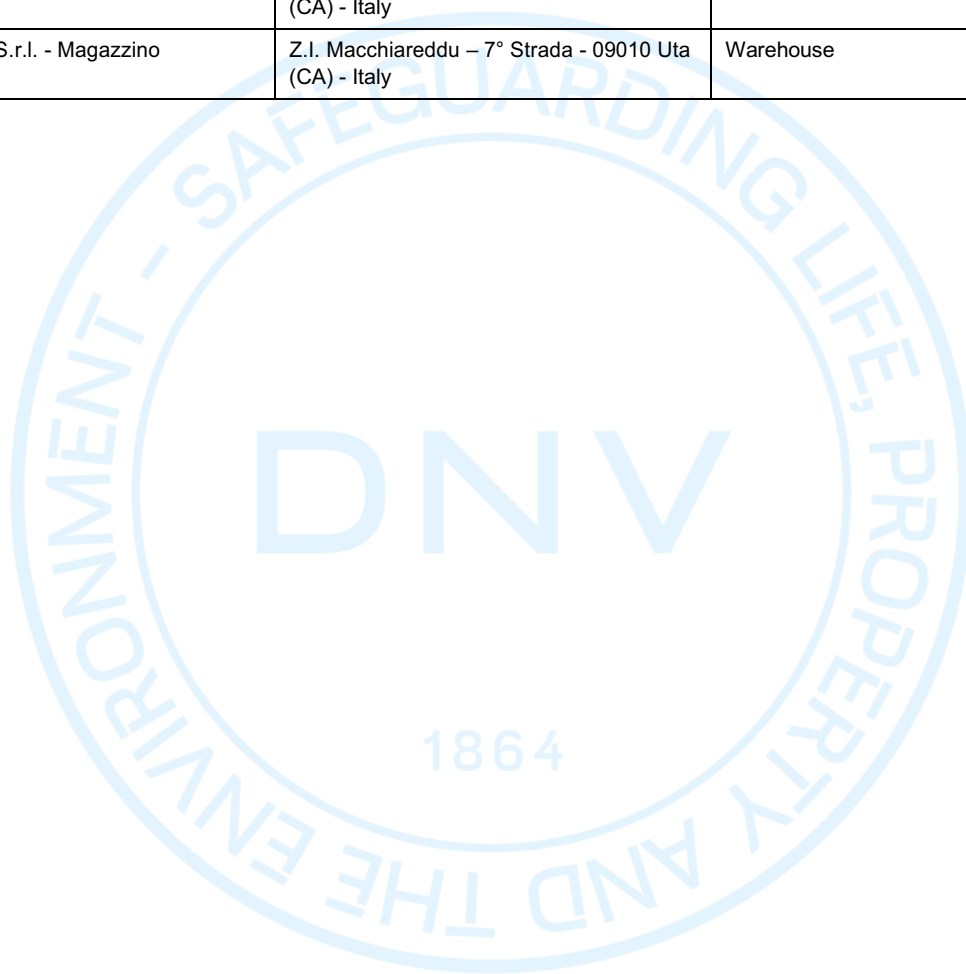 (CA) - Italy
S.r.l. - Magazzino
Z.I. Macchiareddu – 7° Strada - 09010 Uta
(CA) - Italy
Warehouse
SAFEGUARDING LIFE, PROPERTY AND THE ENVIRONMENT -
DNV
1864